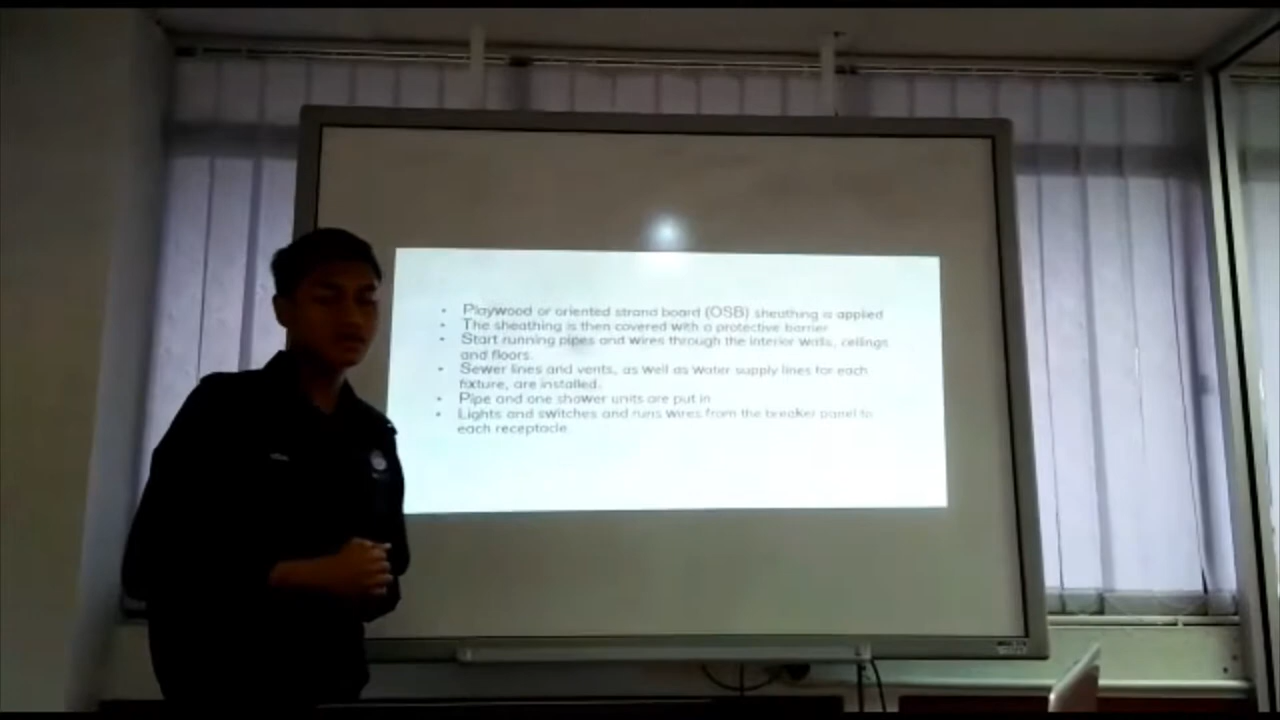 • Playwood or oriented strand board (OSB) sheathing is applied
• The sheathing is then covered with a protective barrier
• Start running pipes and wires through the interior walls, ceilings
and floors.
• Sewer lines and vents, as well as water supply lines for each
fixture, are installed.
• Pipe and one shower units are put in
• Lights and switches and runs wires from the breaker panel to
each receptacle.